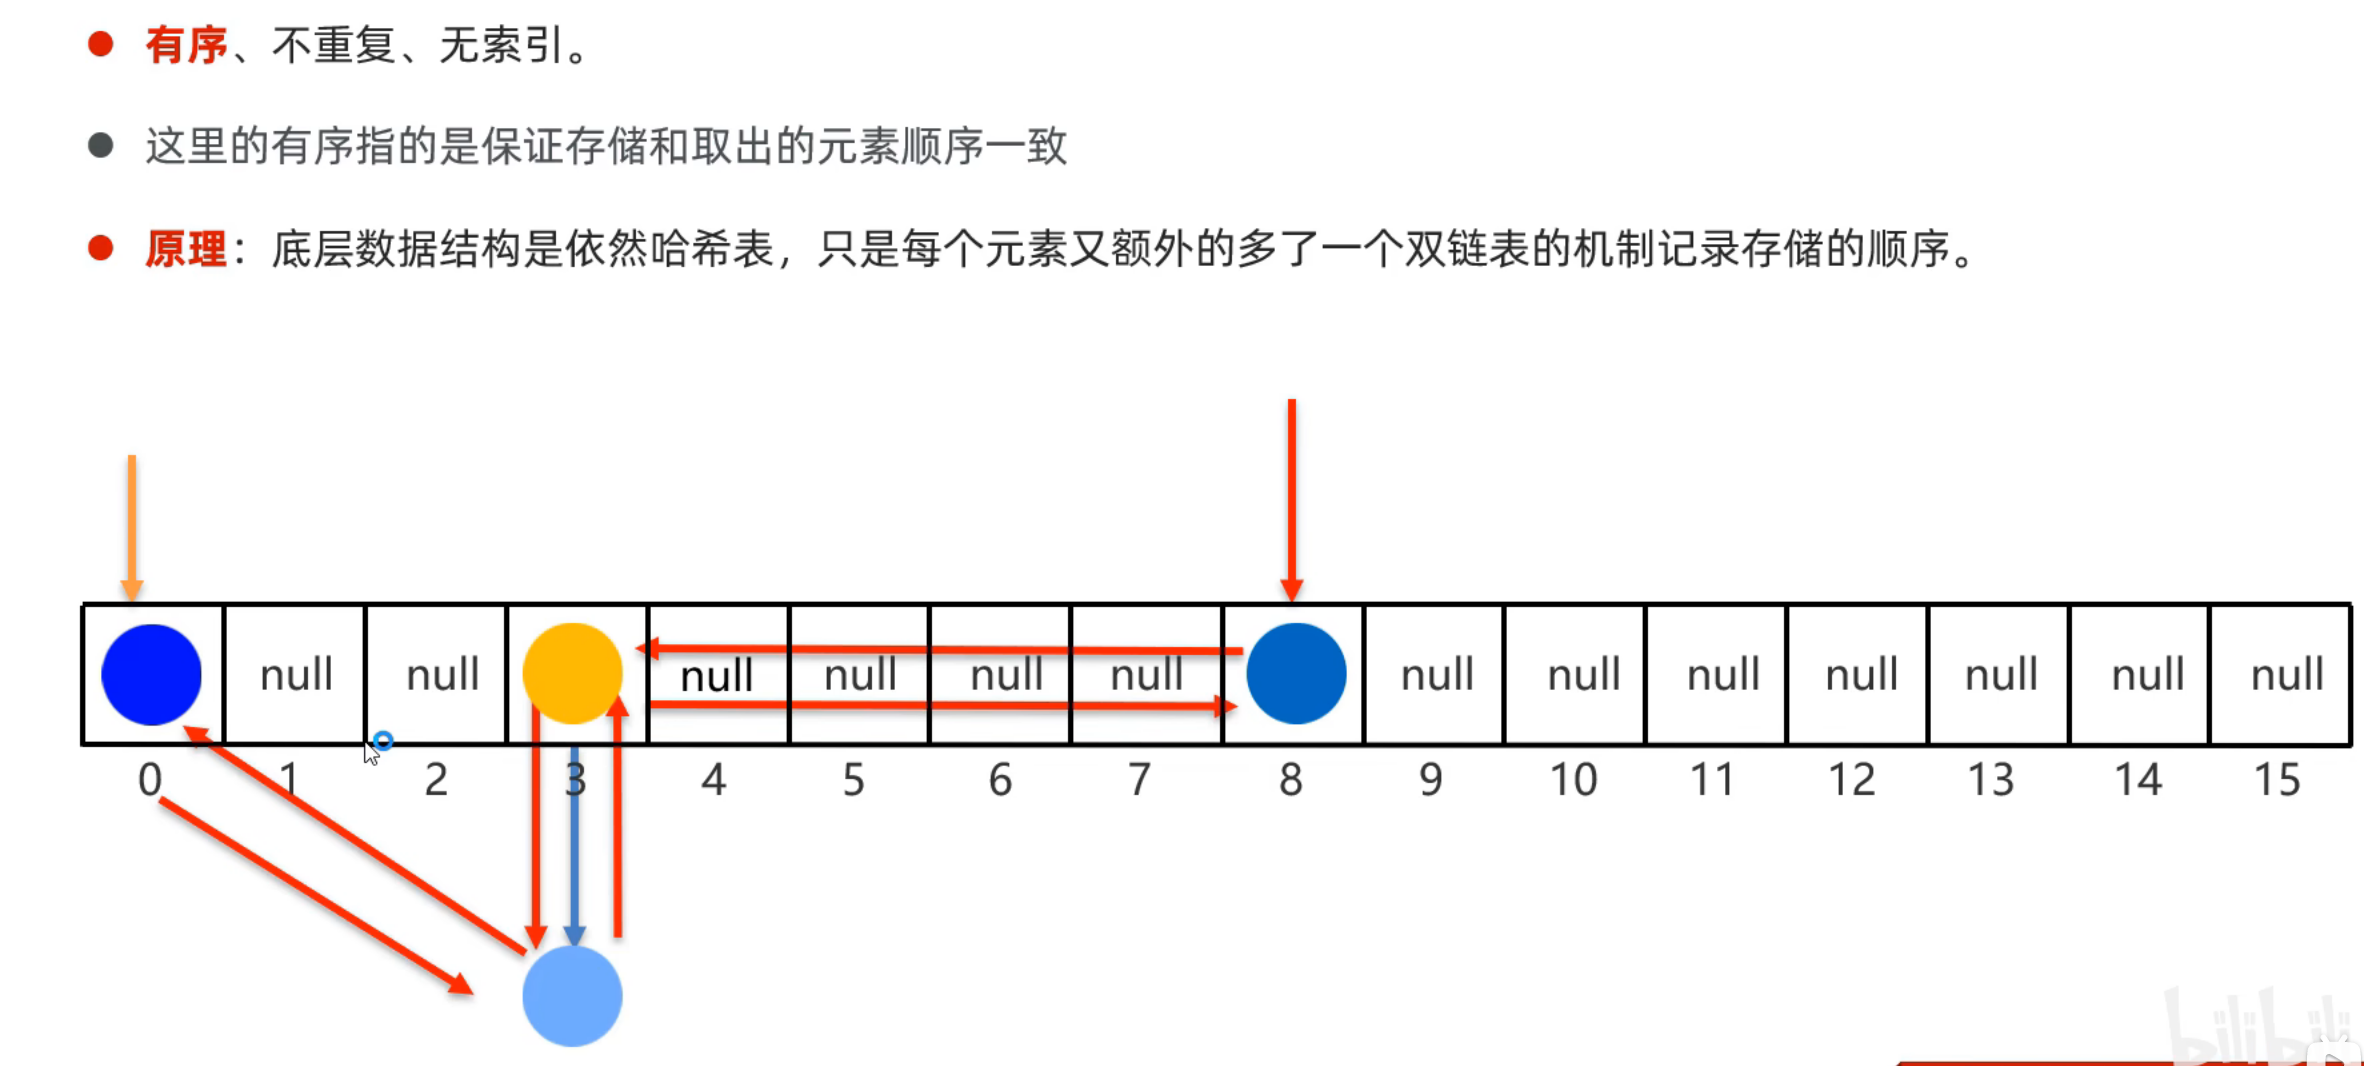 有序、不重复、无索引。
这里的有序指的是保证存储和取出的元素顺序一致
原理：底层数据结构是依然哈希表，只是每个元素又额外的多了一个双链表的机制记录存储的顺序。
null null null null null null null null null null null null null
0 1 2 3 4 5 6 7 8 9 10 11 12 13 14 15
bilibili